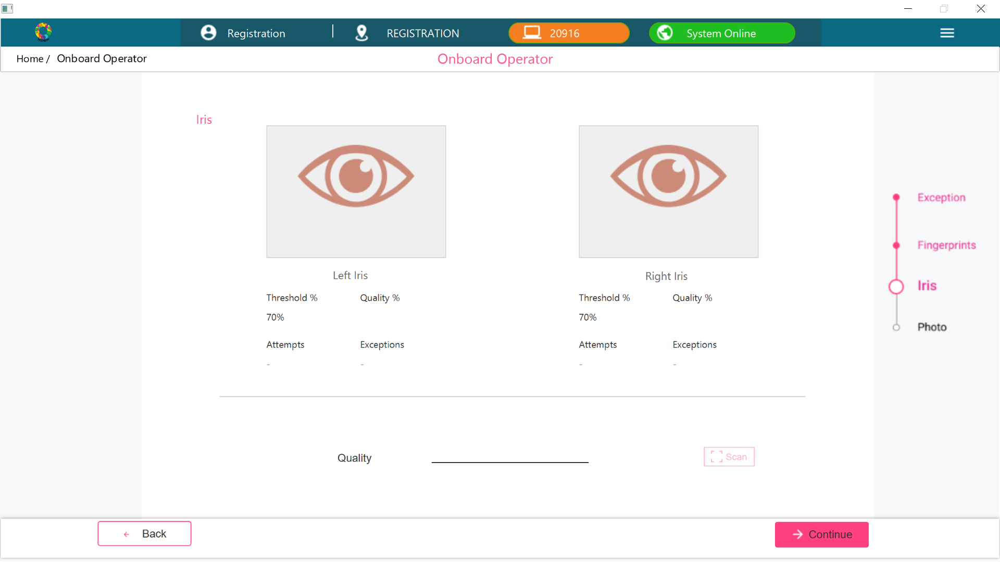 MOSIP
Registration | REGISTRATION 20916 System Online
Home / Onboard Operator
Onboard Operator
Iris
Left Iris
Threshold % Quality %
70%
Attempts Exceptions
- -
Right Iris
Threshold % Quality %
70%
Attempts Exceptions
- -
Exception
Fingerprints
Iris
Photo
Quality
Scan
Back
Continue